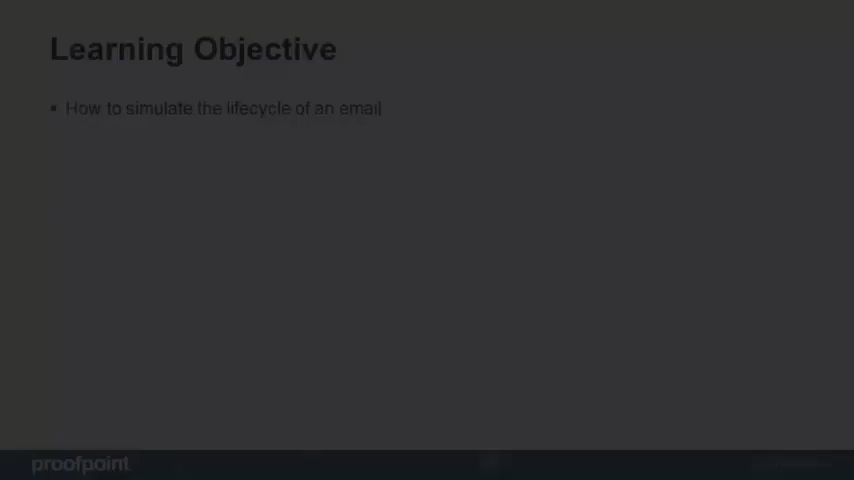 Learning Objective
▪ How to simulate the lifecycle of an email
proofpoint